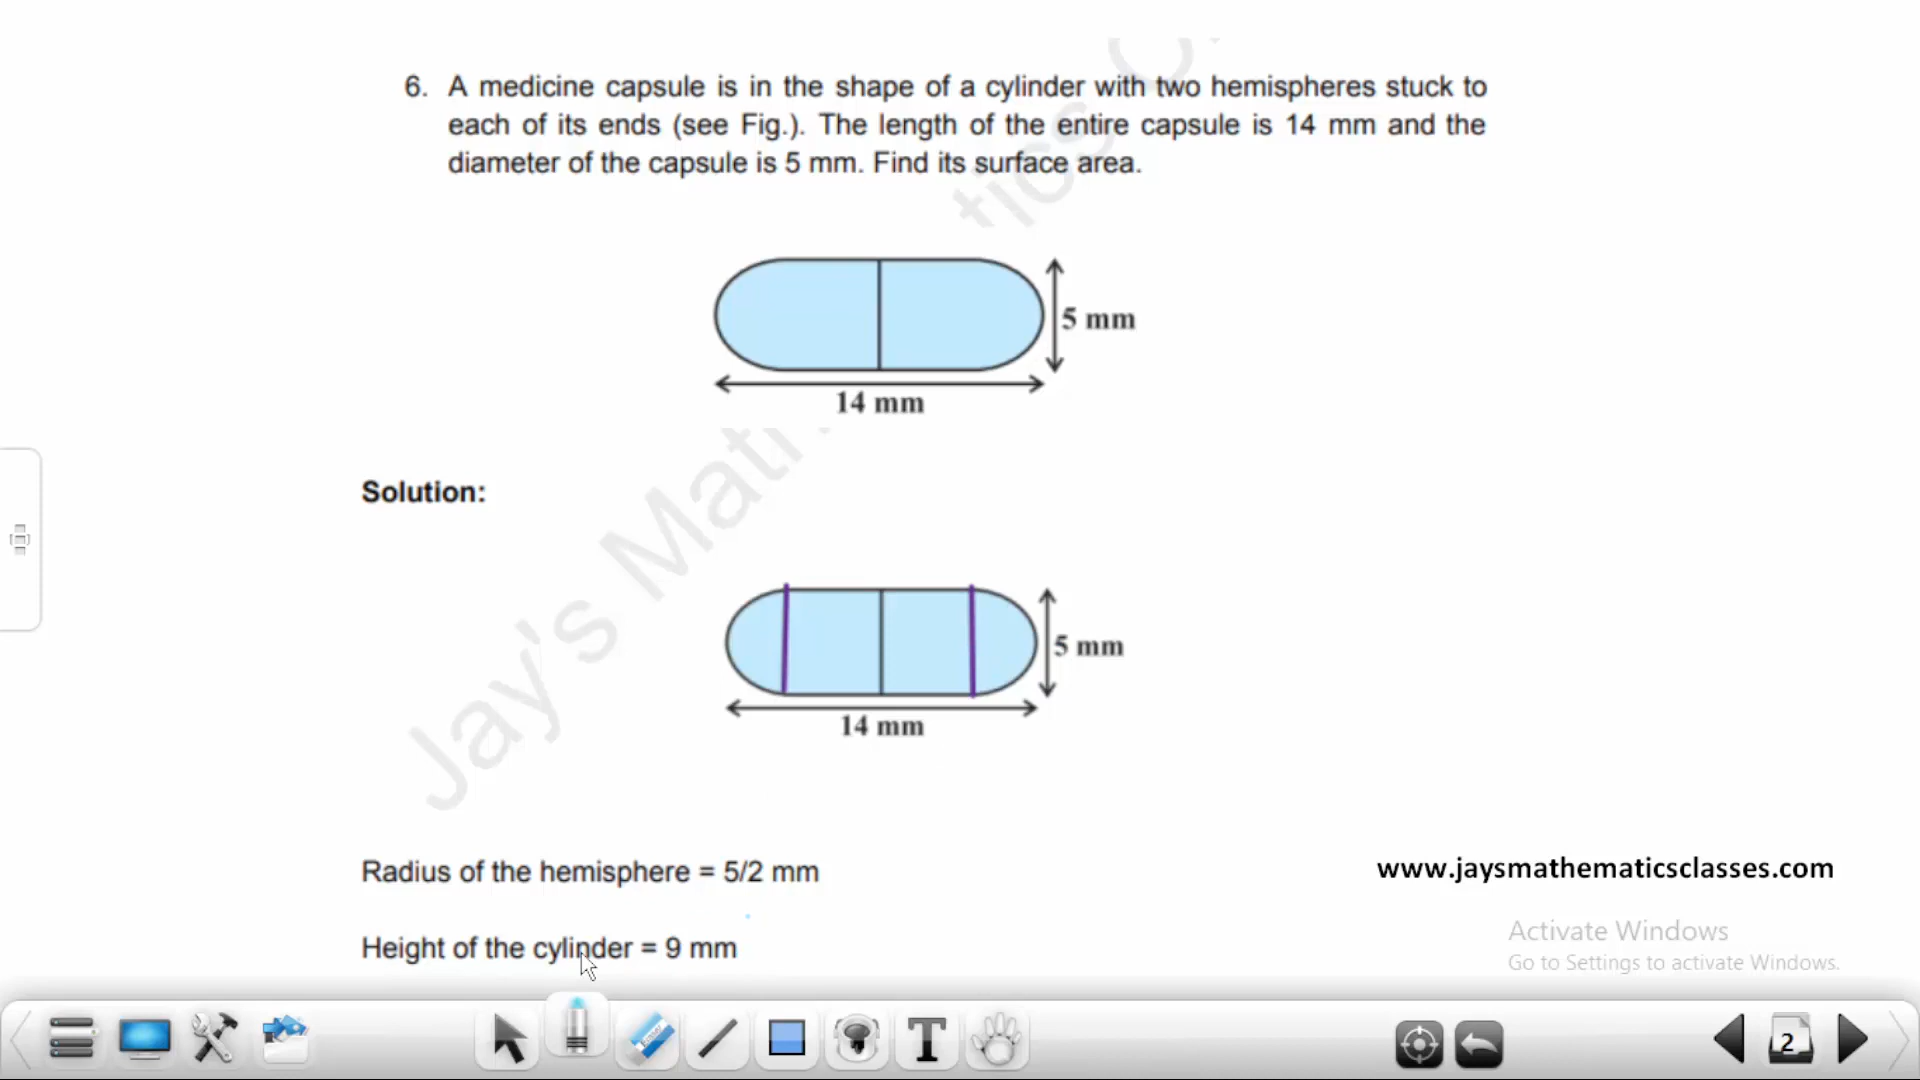 6. A medicine capsule is in the shape of a cylinder with two hemispheres stuck to
each of its ends (see Fig.). The length of the entire capsule is 14 mm and the
diameter of the capsule is 5 mm. Find its surface area.
5 mm
14 mm
Solution:
5 mm
14 mm
Jay's Mat
tics
Radius of the hemisphere = 5/2 mm
www.jaysmathematicsclasses.com
Height of the cylinder = 9 mm
Activate Windows
Go to Settings to activate Windows.
T
2